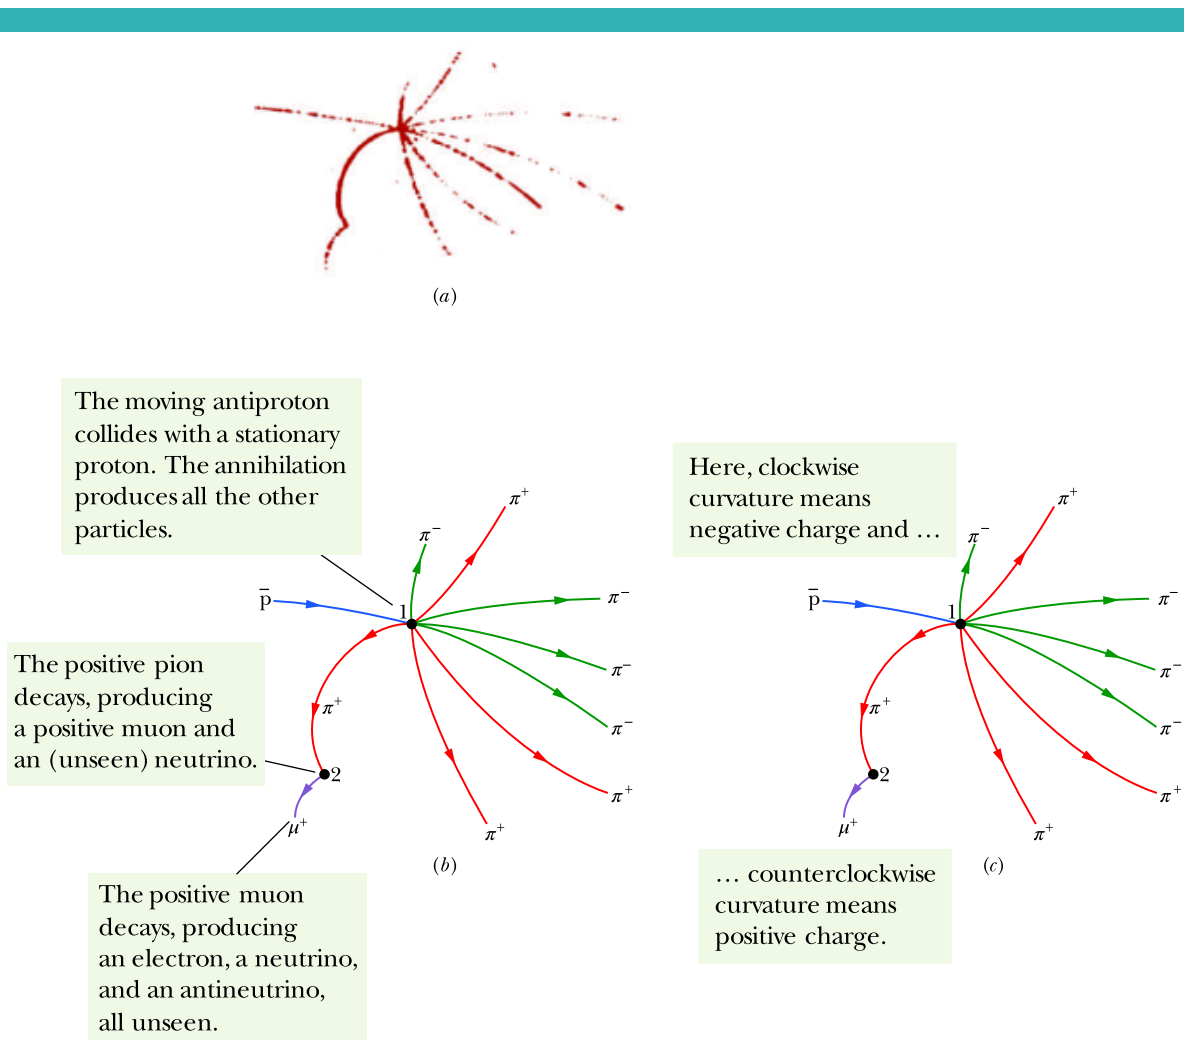 (a)
The moving antiproton
collides with a stationary
proton. The annihilation
produces all the other
particles.
π⁺
π⁻
p̄
1
π⁻
π⁻
π⁻
The positive pion
decays, producing
a positive muon and
an (unseen) neutrino.
π⁺
2
μ⁺
π⁺
π⁺
(b)
The positive muon
decays, producing
an electron, a neutrino,
and an antineutrino,
all unseen.
Here, clockwise
curvature means
negative charge and …
π⁺
π⁻
p̄
1
π⁻
π⁻
π⁻
π⁺
2
μ⁺
π⁺
π⁺
(c)
… counterclockwise
curvature means
positive charge.